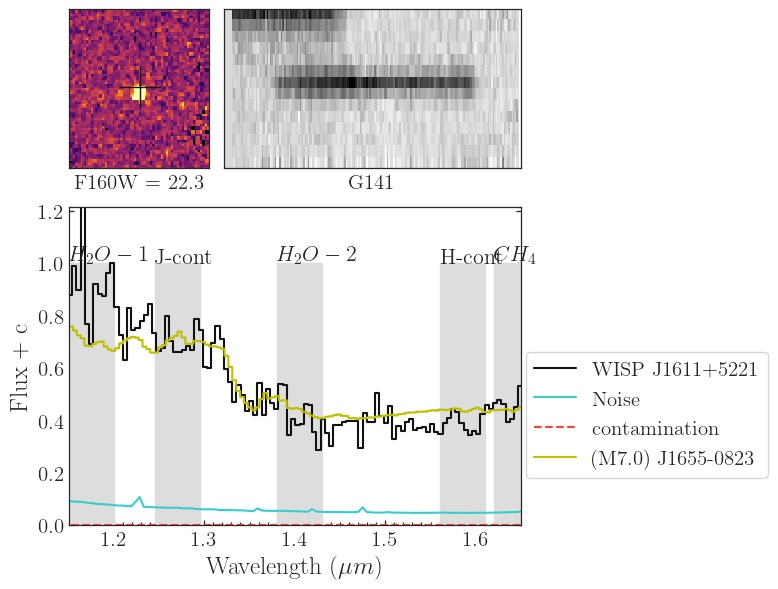 F160W = 22.3
G141
H₂O − 1
J-cont
H₂O − 2
H-cont
CH₄
1.2
1.0
0.8
0.6
0.4
0.2
0.0
Flux + c
1.2
1.3
1.4
1.5
1.6
Wavelength (μm)
WISP J1611+5221
Noise
contamination
(M7.0) J1655-0823